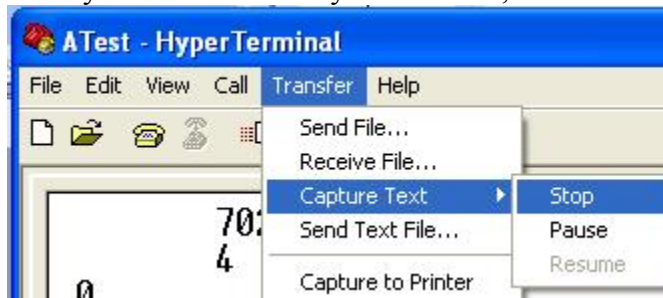 ATest - HyperTerminal
File Edit View Call Transfer Help
Send File...
Receive File...
Capture Text Stop
702
4 Send Text File... Pause
Resume
0 Capture to Printer